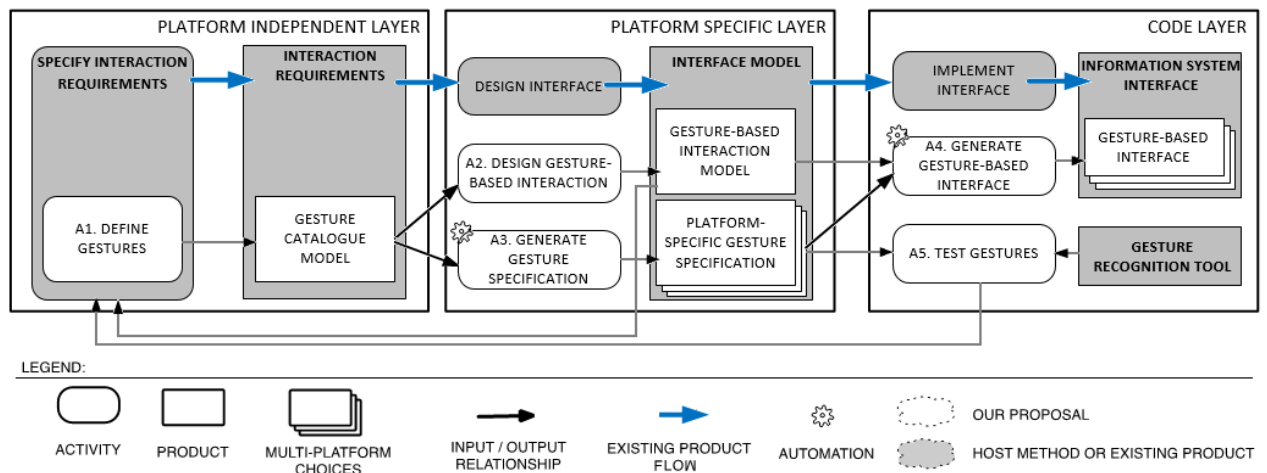 PLATFORM INDEPENDENT LAYER
SPECIFY INTERACTION
REQUIREMENTS
INTERACTION
REQUIREMENTS
A1. DEFINE
GESTURES
GESTURE
CATALOGUE
MODEL
PLATFORM SPECIFIC LAYER
DESIGN INTERFACE
INTERFACE MODEL
A2. DESIGN GESTURE-
BASED INTERACTION
GESTURE-BASED
INTERACTION
MODEL
A3. GENERATE
GESTURE
SPECIFICATION
PLATFORM-
SPECIFIC GESTURE
SPECIFICATION
CODE LAYER
IMPLEMENT
INTERFACE
INFORMATION SYSTEM
INTERFACE
A4. GENERATE
GESTURE-BASED
INTERFACE
GESTURE-BASED
INTERFACE
A5. TEST GESTURES
GESTURE
RECOGNITION TOOL
LEGEND:
ACTIVITY
PRODUCT
MULTI-PLATFORM
CHOICES
INPUT / OUTPUT
RELATIONSHIP
EXISTING PRODUCT
FLOW
AUTOMATION
OUR PROPOSAL
HOST METHOD OR EXISTING PRODUCT